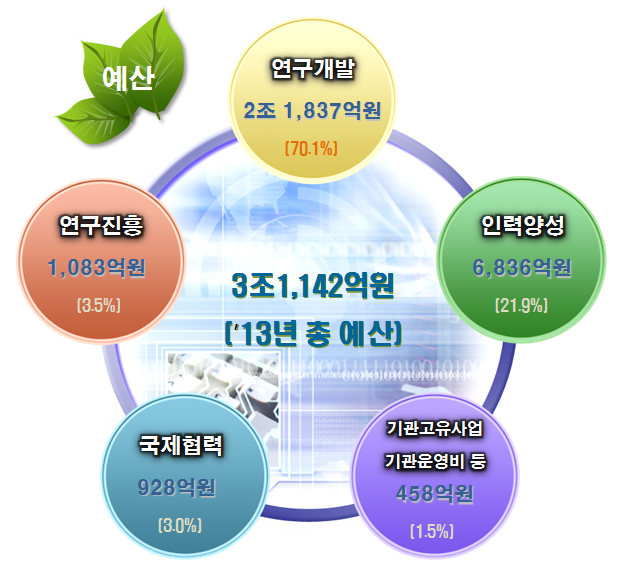 예산
연구개발
2조 1,837억원
(70.1%)
연구진흥
1,083억원
(3.5%)
인력양성
6,836억원
(21.9%)
3조1,142억원
('13년 총 예산)
국제협력
928억원
(3.0%)
기관고유사업
기관운영비 등
458억원
(1.5%)